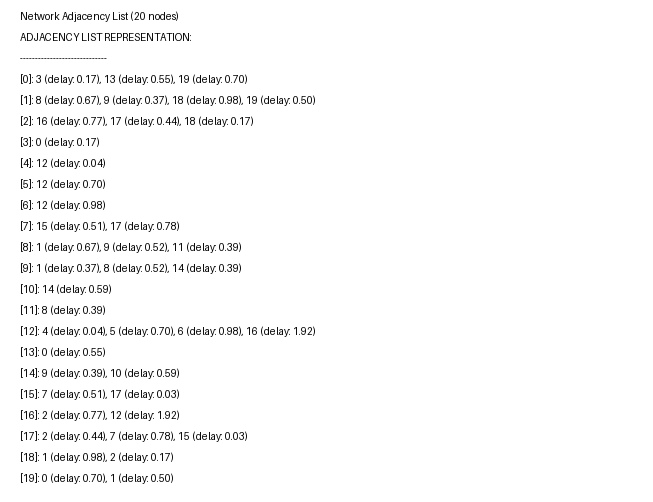 Network Adjacency List (20 nodes)
ADJACENCY LIST REPRESENTATION:
------------------------------
[0]: 3 (delay: 0.17), 13 (delay: 0.55), 19 (delay: 0.70)
[1]: 8 (delay: 0.67), 9 (delay: 0.37), 18 (delay: 0.98), 19 (delay: 0.50)
[2]: 16 (delay: 0.77), 17 (delay: 0.44), 18 (delay: 0.17)
[3]: 0 (delay: 0.17)
[4]: 12 (delay: 0.04)
[5]: 12 (delay: 0.70)
[6]: 12 (delay: 0.98)
[7]: 15 (delay: 0.51), 17 (delay: 0.78)
[8]: 1 (delay: 0.67), 9 (delay: 0.52), 11 (delay: 0.39)
[9]: 1 (delay: 0.37), 8 (delay: 0.52), 14 (delay: 0.39)
[10]: 14 (delay: 0.59)
[11]: 8 (delay: 0.39)
[12]: 4 (delay: 0.04), 5 (delay: 0.70), 6 (delay: 0.98), 16 (delay: 1.92)
[13]: 0 (delay: 0.55)
[14]: 9 (delay: 0.39), 10 (delay: 0.59)
[15]: 7 (delay: 0.51), 17 (delay: 0.03)
[16]: 2 (delay: 0.77), 12 (delay: 1.92)
[17]: 2 (delay: 0.44), 7 (delay: 0.78), 15 (delay: 0.03)
[18]: 1 (delay: 0.98), 2 (delay: 0.17)
[19]: 0 (delay: 0.70), 1 (delay: 0.50)